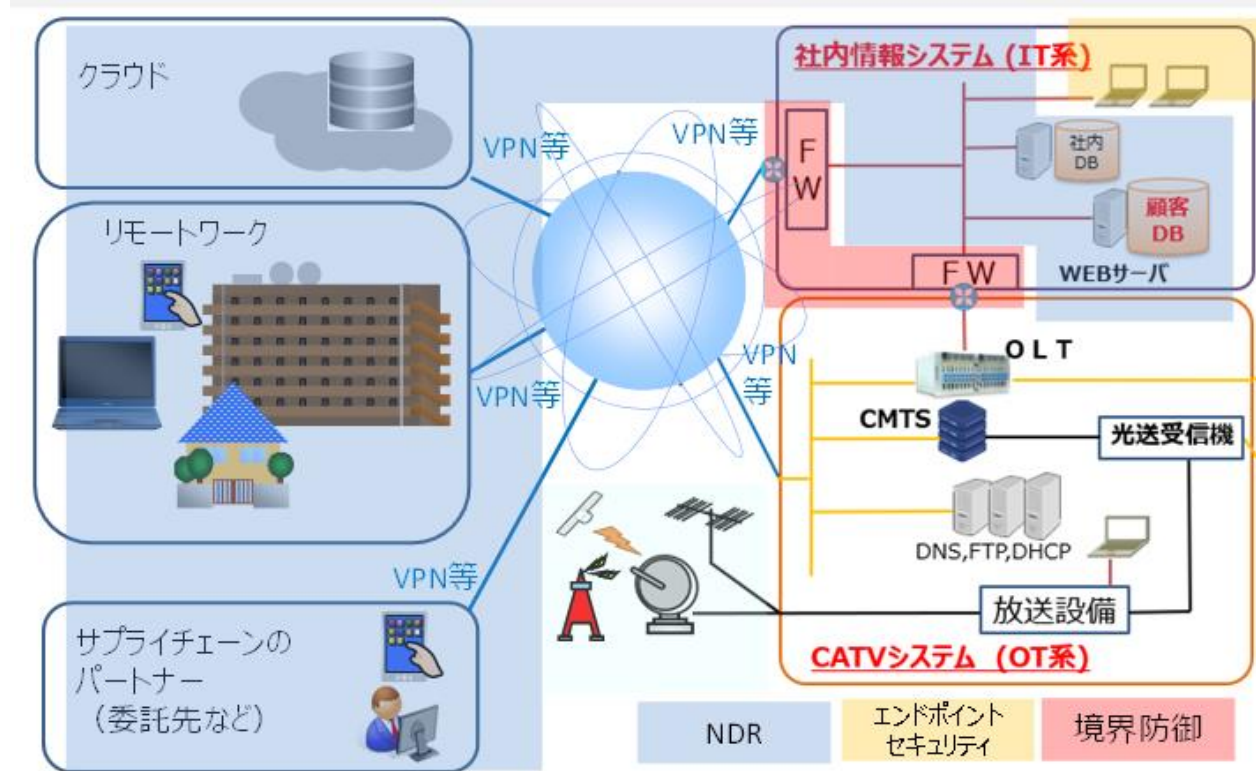 クラウド
VPN等
VPN等
社内情報システム (IT系)
F
W
社内
DB
顧客
DB
WEBサーバ
FW
リモートワーク
VPN等
VPN
等
OLT
CMTS
光送受信機
DNS,FTP,DHCP
放送設備
CATVシステム (OT系)
VPN等
サプライチェーンの
パートナー
(委託先など)
NDR
エンドポイント
セキュリティ
境界防御